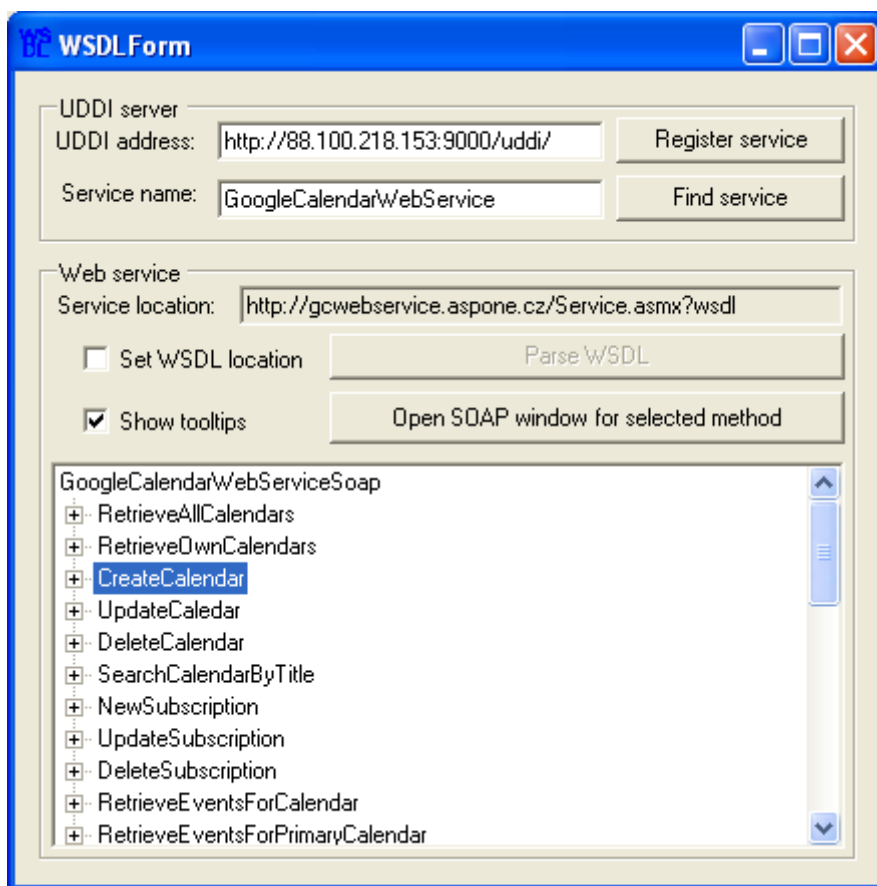 WSDLForm
UDDI server
UDDI address: http://88.100.218.153:9000/uddi/ Register service
Service name: GoogleCalendarWebService Find service
Web service
Service location: http://gcwebservice.aspone.cz/Service.asmx?wsdl
Set WSDL location Parse WSDL
Show tooltips Open SOAP window for selected method
GoogleCalendarWebServiceSoap
RetrieveAllCalendars
RetrieveOwnCalendars
CreateCalendar
UpdateCaledar
DeleteCalendar
SearchCalendarByTitle
NewSubscription
UpdateSubscription
DeleteSubscription
RetrieveEventsForCalendar
RetrieveEventsForPrimaryCalendar